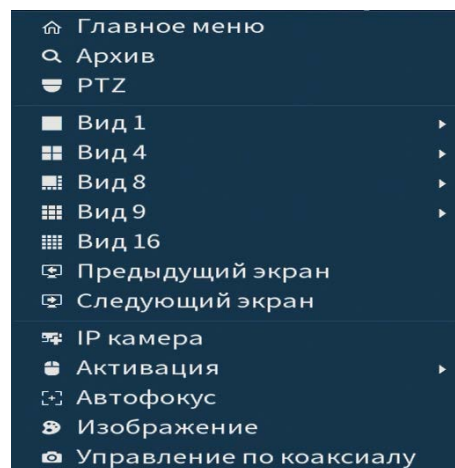 Главное меню
Архив
PTZ
Вид 1
Вид 4
Вид 8
Вид 9
Вид 16
Предыдущий экран
Следующий экран
IP камера
Активация
Автофокус
Изображение
Управление по коаксиалу